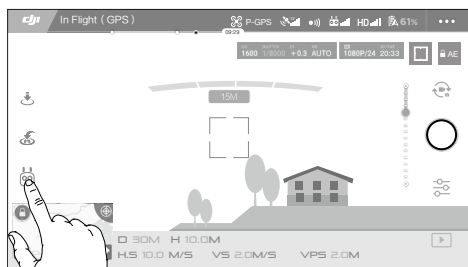 dji In Flight (GPS) P-GPS HD 61%
09:29
1600 1/8000 +0.3 AUTO 1080P/24 20:33 AE
15M
D 30M H 10.0M
H.S 10.0 M/S VS 2.0M/S VPS 2.0M